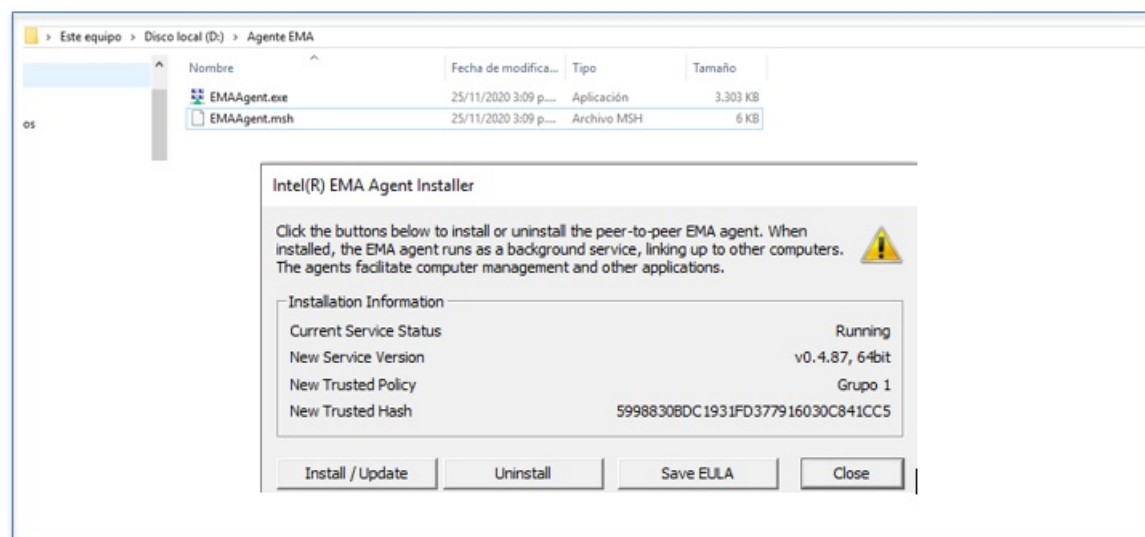 Este equipo > Disco local (D:) > Agente EMA
Nombre Fecha de modifica... Tipo Tamaño
EMAAgent.exe 25/11/2020 3:09 p.... Aplicación 3.303 KB
EMAAgent.msh 25/11/2020 3:09 p.... Archivo MSH 6 KB
os
Intel(R) EMA Agent Installer
Click the buttons below to install or uninstall the peer-to-peer EMA agent. When
installed, the EMA agent runs as a background service, linking up to other computers.
The agents facilitate computer management and other applications.
Installation Information
Current Service Status Running
New Service Version v0.4.87, 64bit
New Trusted Policy Grupo 1
New Trusted Hash 5998830BDC1931FD377916030C841CC5
Install / Update Uninstall Save EULA Close